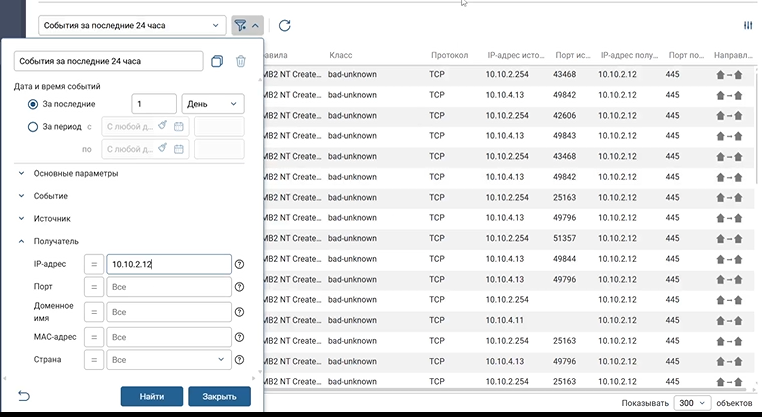 События за последние 24 часа
События за последние 24 часа
Дата и время событий
За последние 1 День
За период с С любой д...
по С любой д...
Основные параметры
Событие
Источник
Получатель
IP-адрес = 10.10.2.12
Порт = Все
Доменное
имя = Все
MAC-адрес = Все
Страна = Все
Найти Закрыть
авила Класс Протокол IP-адрес исто... Порт ис... IP-адрес полу... Порт по... Направл...
MB2 NT Create... bad-unknown TCP 10.10.2.254 43468 10.10.2.12 445
MB2 NT Create... bad-unknown TCP 10.10.4.13 49842 10.10.2.12 445
MB2 NT Create... bad-unknown TCP 10.10.2.254 42606 10.10.2.12 445
MB2 NT Create... bad-unknown TCP 10.10.4.13 49843 10.10.2.12 445
MB2 NT Create... bad-unknown TCP 10.10.2.254 43468 10.10.2.12 445
MB2 NT Create... bad-unknown TCP 10.10.4.13 49842 10.10.2.12 445
MB2 NT Create... bad-unknown TCP 10.10.2.254 25163 10.10.2.12 445
MB2 NT Create... bad-unknown TCP 10.10.4.13 49796 10.10.2.12 445
MB2 NT Create... bad-unknown TCP 10.10.2.254 51357 10.10.2.12 445
MB2 NT Create... bad-unknown TCP 10.10.4.13 49844 10.10.2.12 445
MB2 NT Create... bad-unknown TCP 10.10.4.13 49796 10.10.2.12 445
MB2 NT Create... bad-unknown TCP 10.10.2.254 10.10.2.12 445
MB2 NT Create... bad-unknown TCP 10.10.4.11 10.10.2.12 445
MB2 NT Create... bad-unknown TCP 10.10.2.254 25163 10.10.2.12 445
MB2 NT Create... bad-unknown TCP 10.10.4.13 49796 10.10.2.12 445
MB2 NT Create... bad-unknown TCP 10.10.2.254 25163 10.10.2.12 445
Показывать 300 объектов